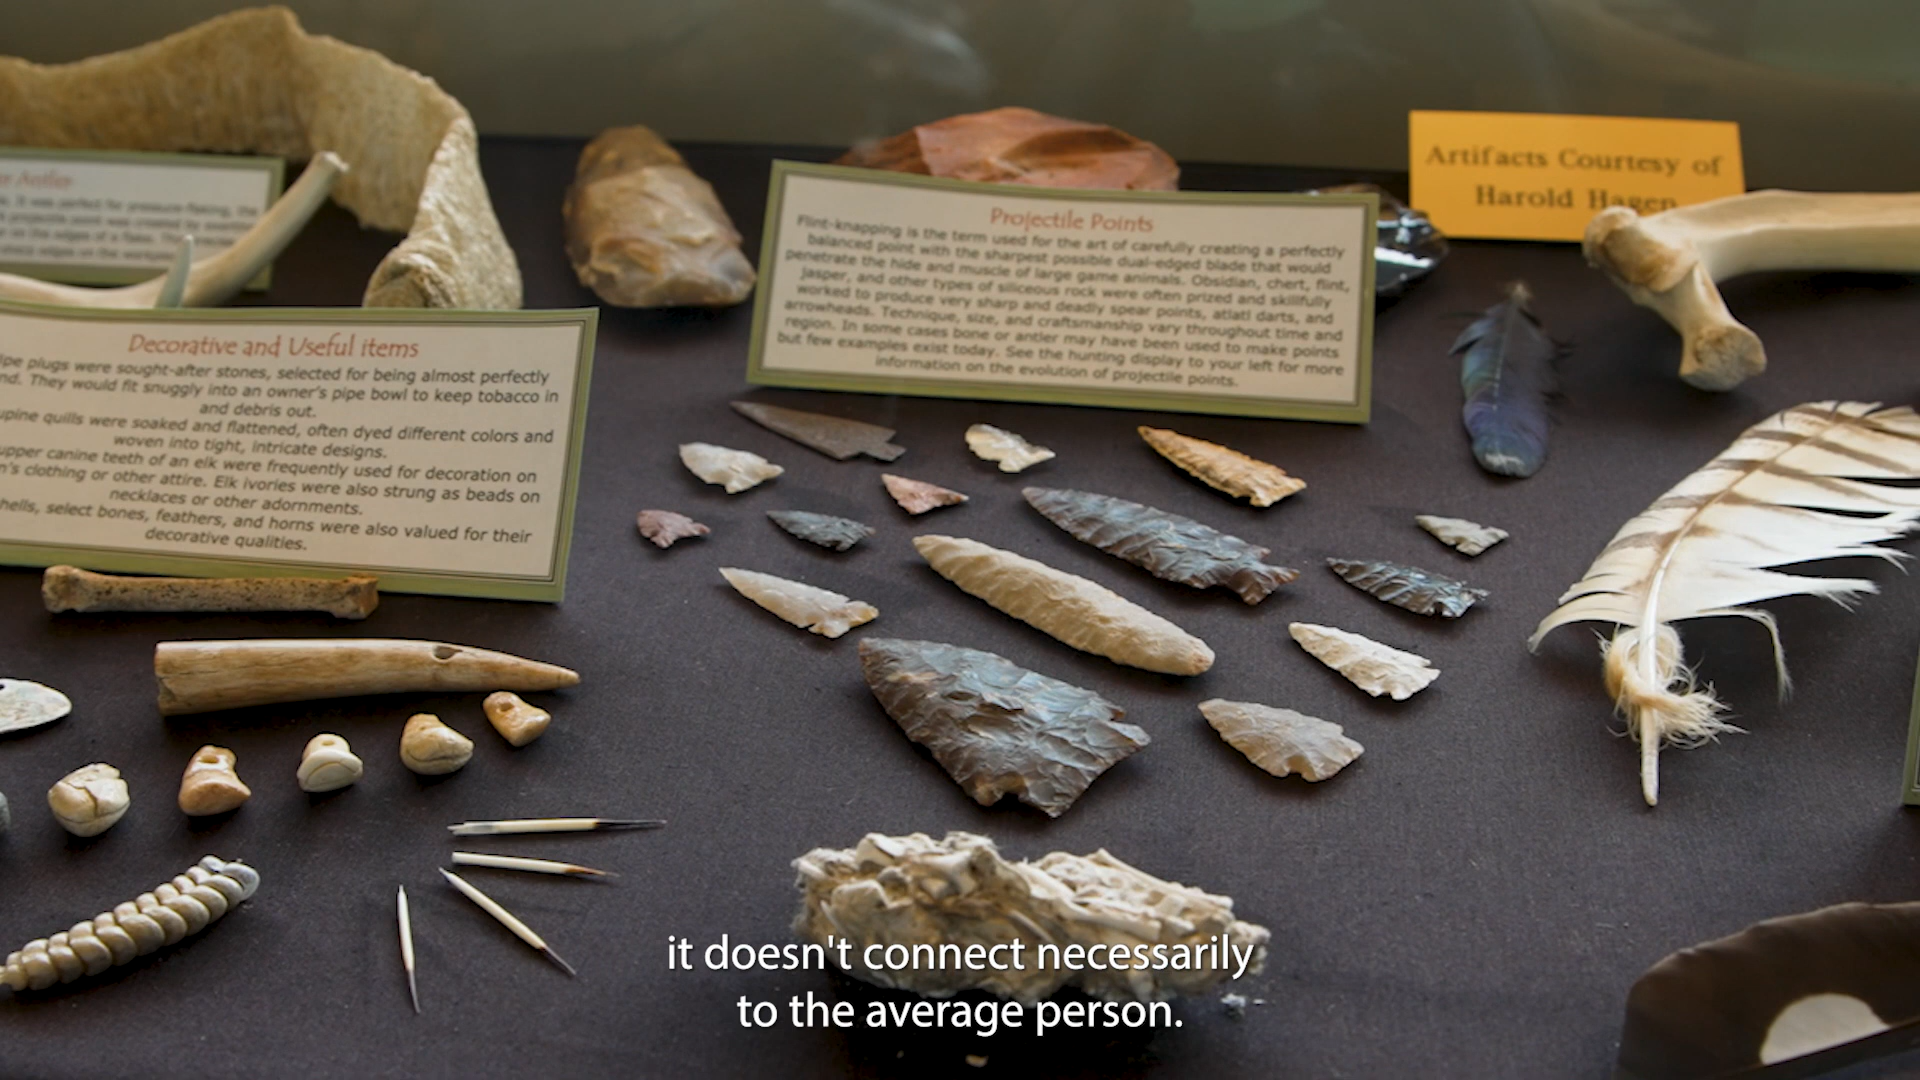 Artifacts Courtesy of
Harold Hagen
Antler
Projectile Points
Flint-knapping is the term used for the art of carefully creating a perfectly
balanced point with the sharpest possible dual-edged blade that would
penetrate the hide and muscle of large game animals. Obsidian, chert, flint,
jasper, and other types of siliceous rock were often prized and skillfully
worked to produce very sharp and deadly spear points, atlatl darts, and
arrowheads. Technique, size, and craftsmanship vary throughout time and
region. In some cases bone or antler may have been used to make points
but few examples exist today. See the hunting display to your left for more
information on the evolution of projectile points.
Decorative and Useful items
ipe plugs were sought-after stones, selected for being almost perfectly
nd. They would fit snuggly into an owner's pipe bowl to keep tobacco in
and debris out.
upine quills were soaked and flattened, often dyed different colors and
woven into tight, intricate designs.
upper canine teeth of an elk were frequently used for decoration on
n's clothing or other attire. Elk ivories were also strung as beads on
necklaces or other adornments.
hells, select bones, feathers, and horns were also valued for their
decorative qualities.
it doesn't connect necessarily
to the average person.